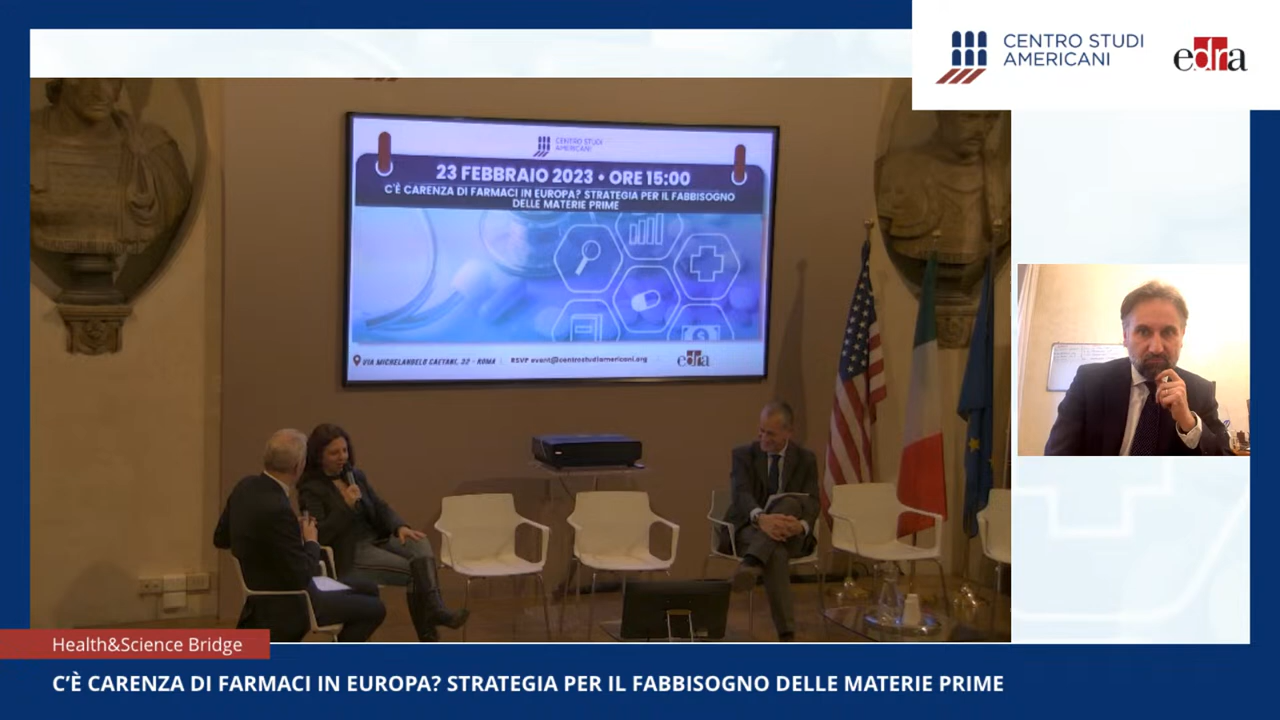 CENTRO STUDI
AMERICANI
edra
CENTRO STUDI
AMERICANI
23 FEBBRAIO 2023 • ORE 15:00
C'È CARENZA DI FARMACI IN EUROPA? STRATEGIA PER IL FABBISOGNO
DELLE MATERIE PRIME
VIA MICHELANGELO CAETANI, 32 - ROMA | RSVP event@centrostudiamericani.org
edra
Health&Science Bridge
C'È CARENZA DI FARMACI IN EUROPA? STRATEGIA PER IL FABBISOGNO DELLE MATERIE PRIME